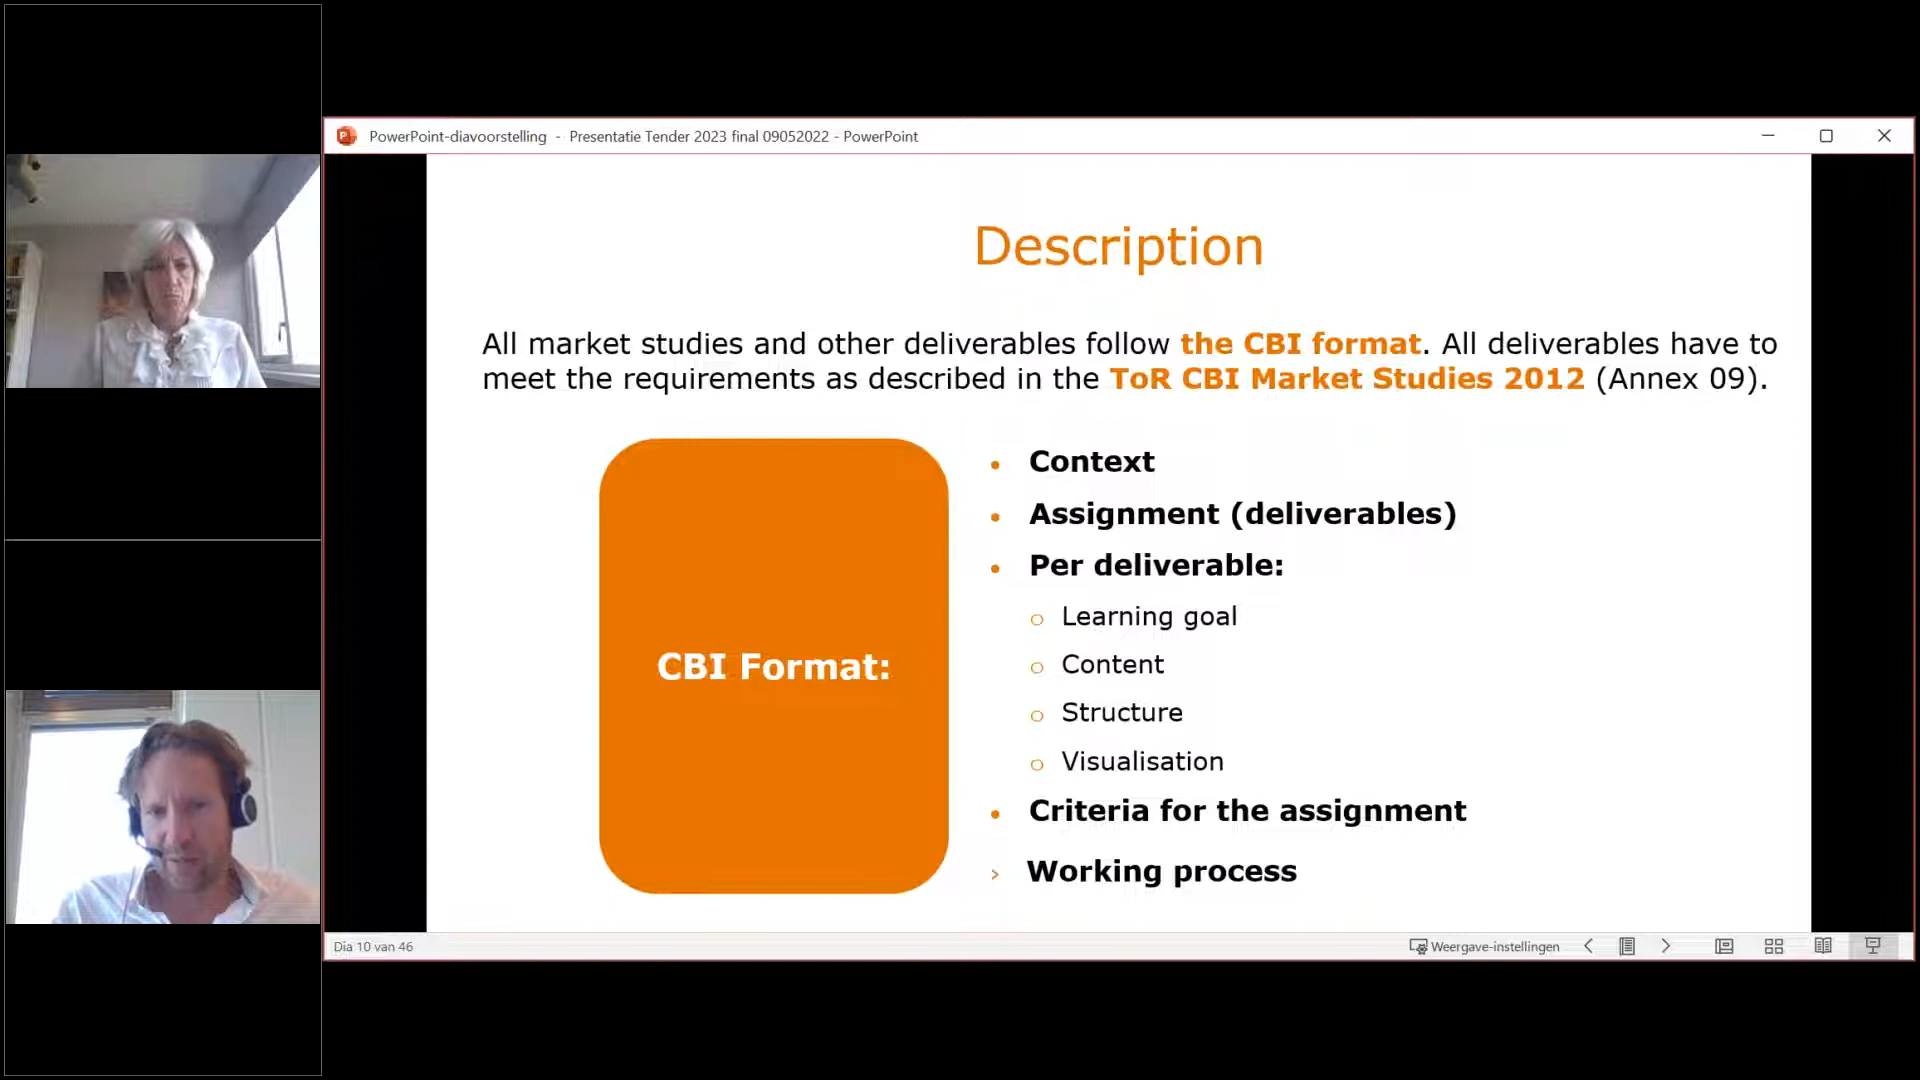 PowerPoint-diavoorstelling - Presentatie Tender 2023 final 09052022 - PowerPoint
Description
All market studies and other deliverables follow the CBI format. All deliverables have to
meet the requirements as described in the ToR CBI Market Studies 2012 (Annex 09).
CBI Format:
• Context
• Assignment (deliverables)
• Per deliverable:
o Learning goal
o Content
o Structure
o Visualisation
• Criteria for the assignment
› Working process
Dia 10 van 46
Weergave-instellingen